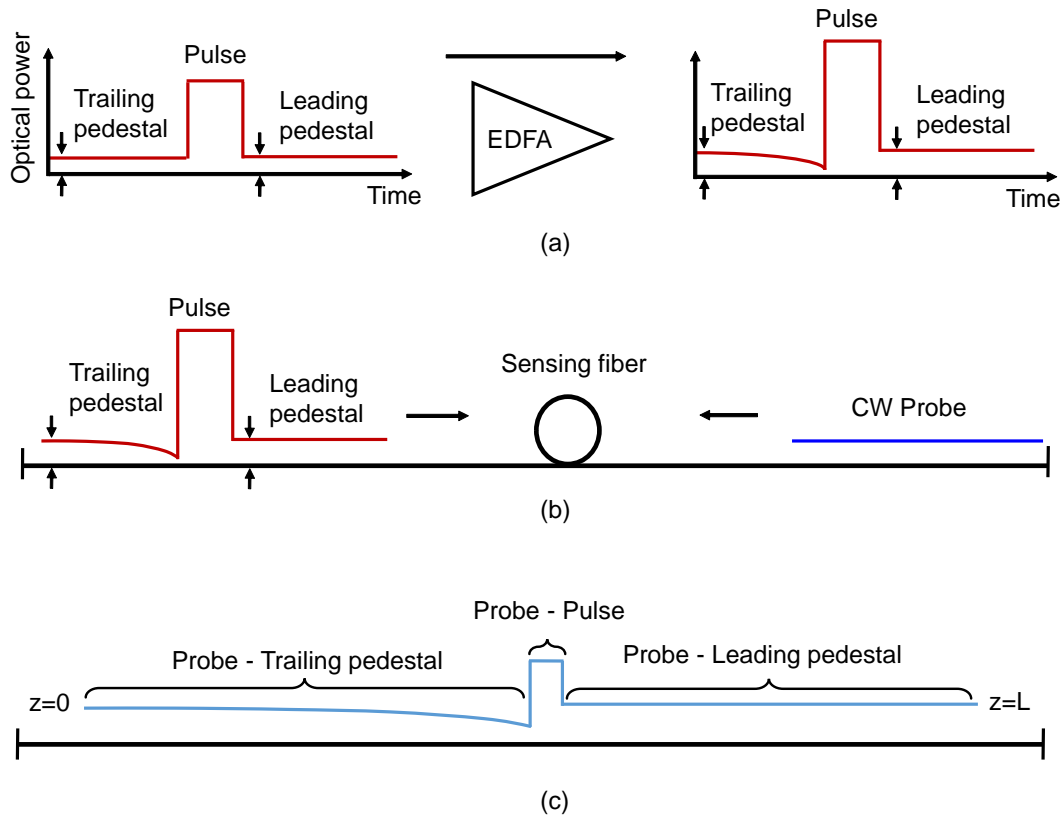 Pulse
Trailing
pedestal
Leading
pedestal
Optical power
Time
EDFA
Pulse
Trailing
pedestal
Leading
pedestal
Time
(a)
Pulse
Trailing
pedestal
Leading
pedestal
Sensing fiber
CW Probe
(b)
Probe - Pulse
Probe - Trailing pedestal
Probe - Leading pedestal
z=0
z=L
(c)